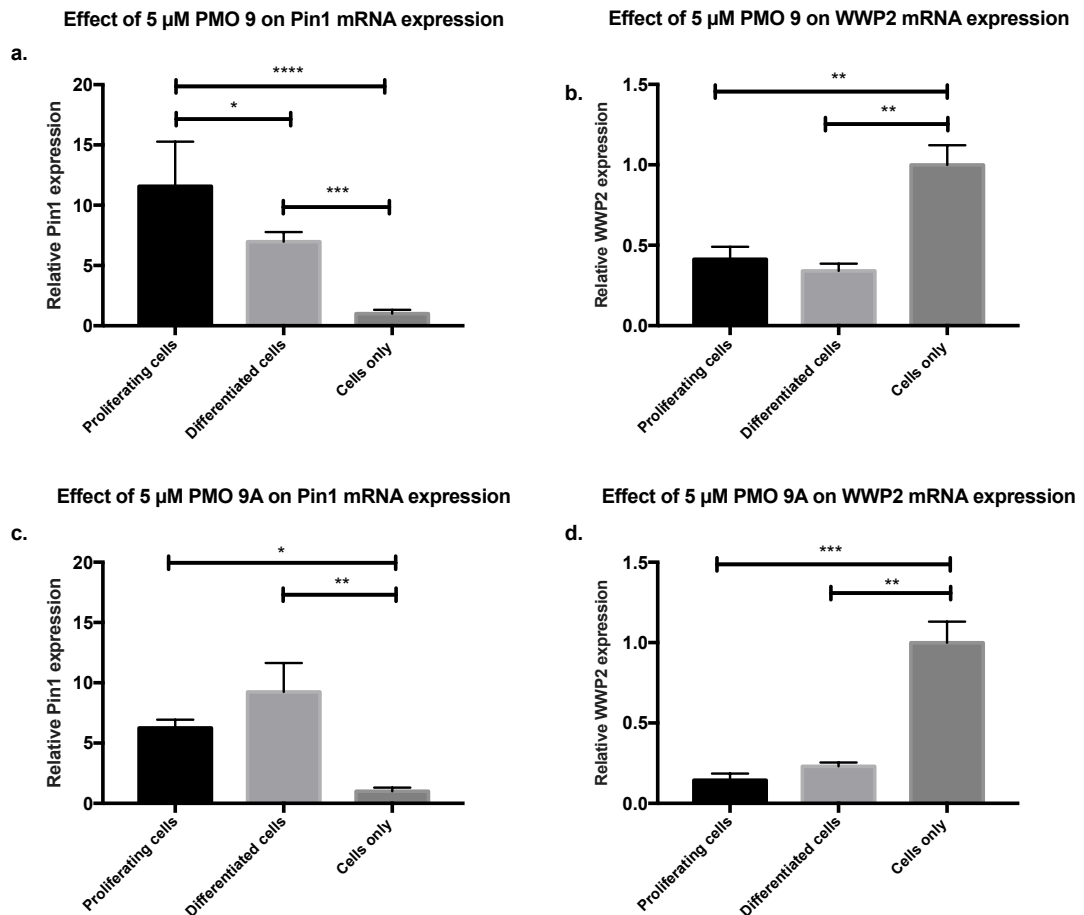 Effect of 5 µM PMO 9 on Pin1 mRNA expression
a.
****
*
***
20
15
10
5
0
Relative Pin1 expression
Proliferating cells
Differentiated cells
Cells only
Effect of 5 µM PMO 9 on WWP2 mRNA expression
b.
**
**
1.5
1.0
0.5
0.0
Relative WWP2 expression
Proliferating cells
Differentiated cells
Cells only
Effect of 5 µM PMO 9A on Pin1 mRNA expression
c.
*
**
20
15
10
5
0
Relative Pin1 expression
Proliferating cells
Differentiated cells
Cells only
Effect of 5 µM PMO 9A on WWP2 mRNA expression
d.
***
**
1.5
1.0
0.5
0.0
Relative WWP2 expression
Proliferating cells
Differentiated cells
Cells only